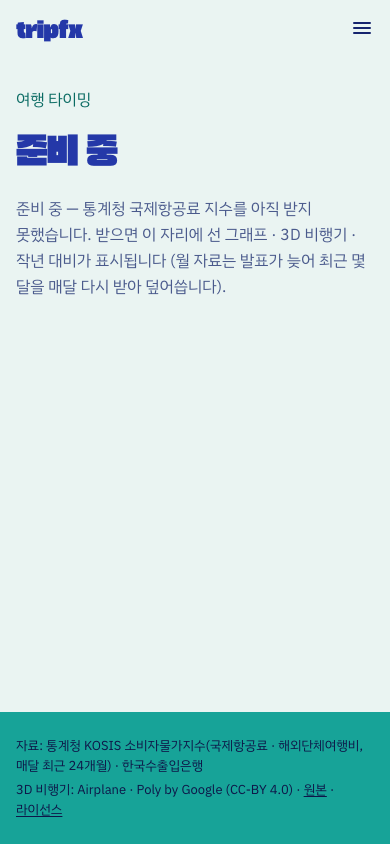 tripfx
여행 타이밍
준비 중
준비 중 — 통계청 국제항공료 지수를 아직 받지
못했습니다. 받으면 이 자리에 선 그래프 · 3D 비행기 ·
작년 대비가 표시됩니다 (월 자료는 발표가 늦어 최근 몇
달을 매달 다시 받아 덮어씁니다).
자료: 통계청 KOSIS 소비자물가지수(국제항공료 · 해외단체여행비,
매달 최근 24개월) · 한국수출입은행
3D 비행기: Airplane · Poly by Google (CC-BY 4.0) · 원본 ·
라이선스